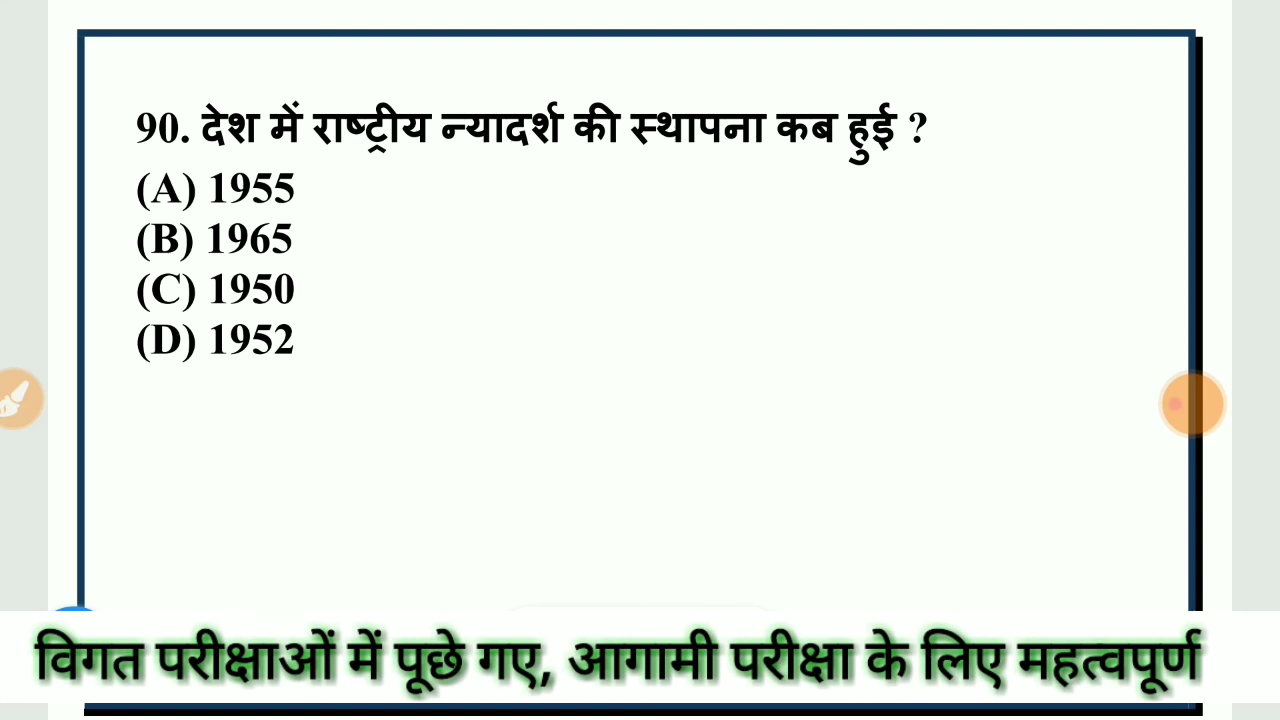 90. देश में राष्ट्रीय न्यादर्श की स्थापना कब हुई ?
(A) 1955
(B) 1965
(C) 1950
(D) 1952
विगत परीक्षाओं में पूछे गए, आगामी परीक्षा के लिए महत्वपूर्ण